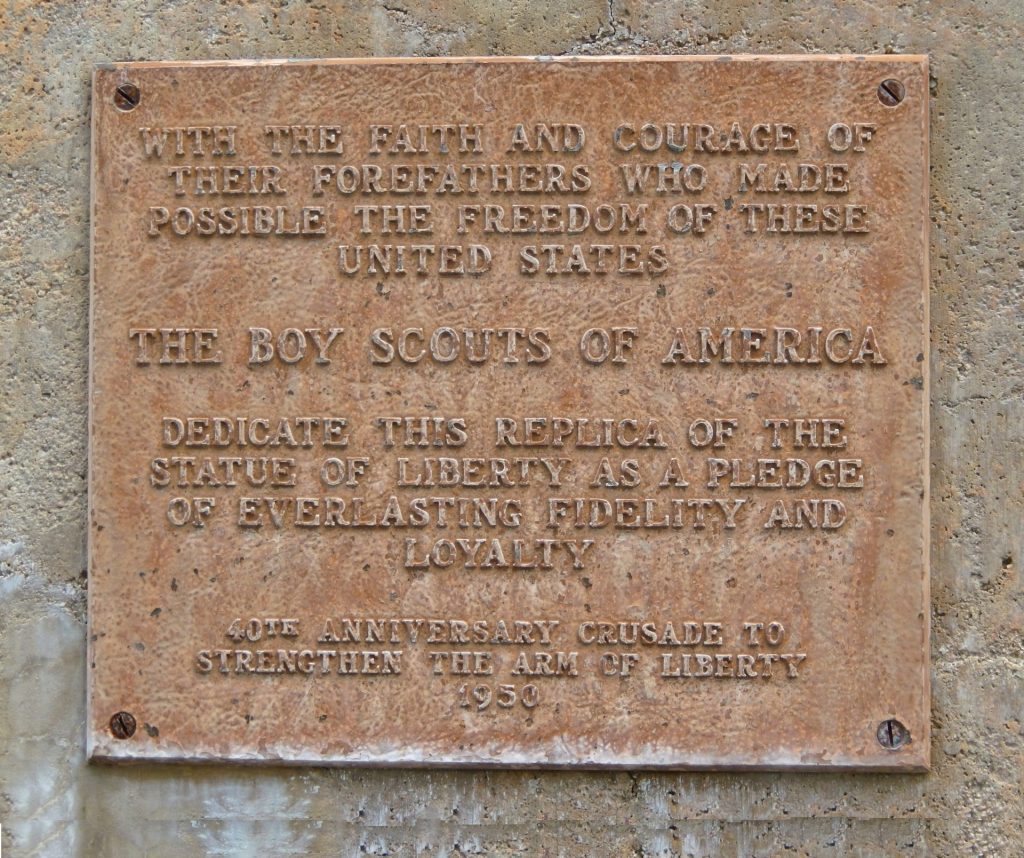 WITH THE FAITH AND COURAGE OF
THEIR FOREFATHERS WHO MADE
POSSIBLE THE FREEDOM OF THESE
UNITED STATES
THE BOY SCOUTS OF AMERICA
DEDICATE THIS REPLICA OF THE
STATUE OF LIBERTY AS A PLEDGE
OF EVERLASTING FIDELITY AND
LOYALTY
40TH ANNIVERSARY CRUSADE TO
STRENGTHEN THE ARM OF LIBERTY
1950